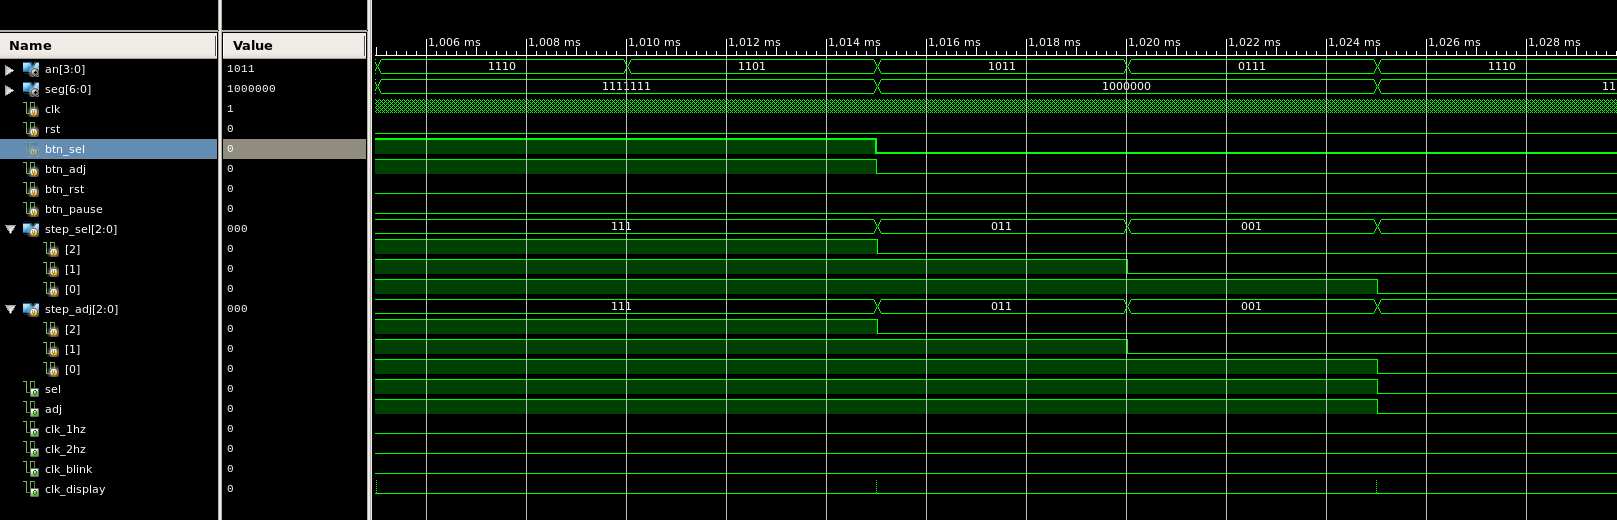 Name Value 1,006 ms 1,008 ms 1,010 ms 1,012 ms 1,014 ms 1,016 ms 1,018 ms 1,020 ms 1,022 ms 1,024 ms 1,026 ms 1,028 ms
an[3:0] 1011 1110 1101 1011 0111 1110
seg[6:0] 1000000 1111111 1000000 11
clk 1
rst 0
btn_sel 0
btn_adj 0
btn_rst 0
btn_pause 0
step_sel[2:0] 000 111 011 001
[2] 0
[1] 0
[0] 0
step_adj[2:0] 000 111 011 001
[2] 0
[1] 0
[0] 0
sel 0
adj 0
clk_1hz 0
clk_2hz 0
clk_blink 0
clk_display 0